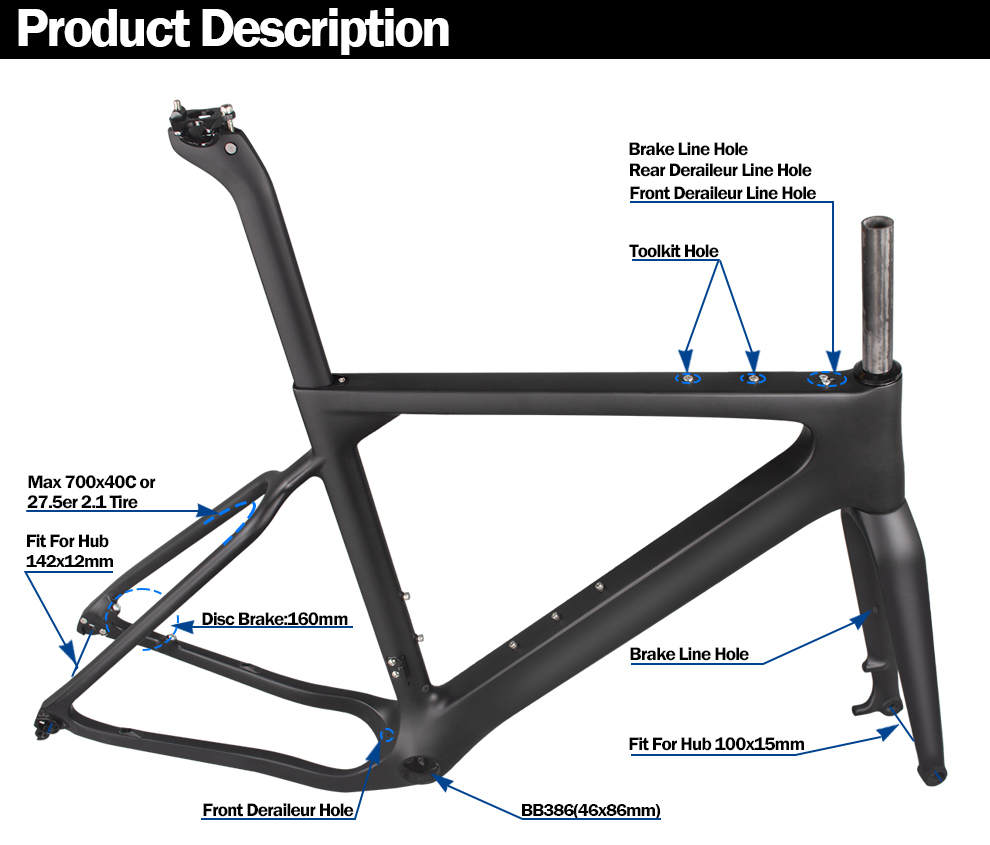 Product Description
Brake Line Hole
Rear Deraileur Line Hole
Front Deraileur Line Hole
Toolkit Hole
Max 700x40C or
27.5er 2.1 Tire
Fit For Hub
142x12mm
Disc Brake:160mm
Brake Line Hole
Fit For Hub 100x15mm
Front Deraileur Hole
BB386(46x86mm)